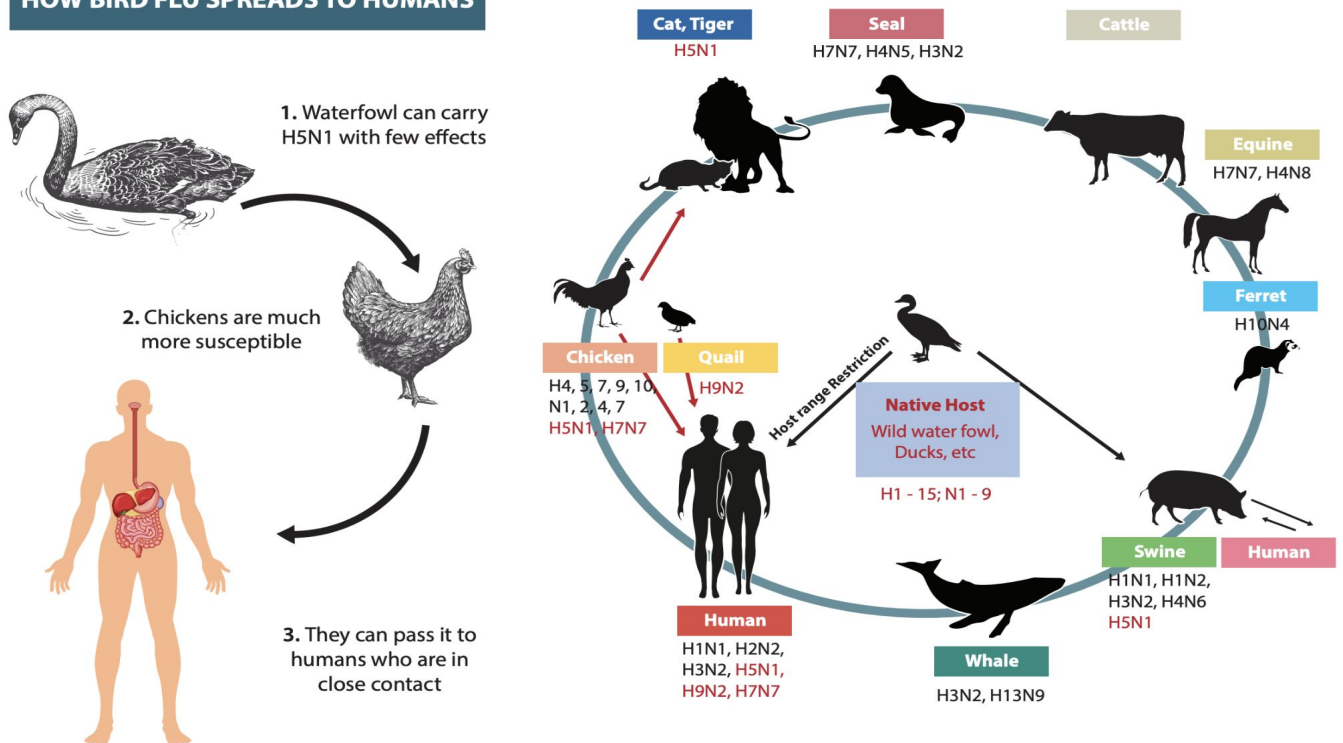 HOW BIRD FLU SPREADS TO HUMANS
1. Waterfowl can carry
H5N1 with few effects
2. Chickens are much
more susceptible
3. They can pass it to
humans who are in
close contact
Cat, Tiger
H5N1
Seal
H7N7, H4N5, H3N2
Cattle
Equine
H7N7, H4N8
Ferret
H10N4
Chicken
H4, 5, 7, 9, 10,
N1, 2, 4, 7
H5N1, H7N7
Quail
H9N2
Host range Restriction
Native Host
Wild water fowl,
Ducks, etc
H1 - 15; N1 - 9
Swine
H1N1, H1N2,
H3N2, H4N6
H5N1
Human
Human
H1N1, H2N2,
H3N2, H5N1,
H9N2, H7N7
Whale
H3N2, H13N9